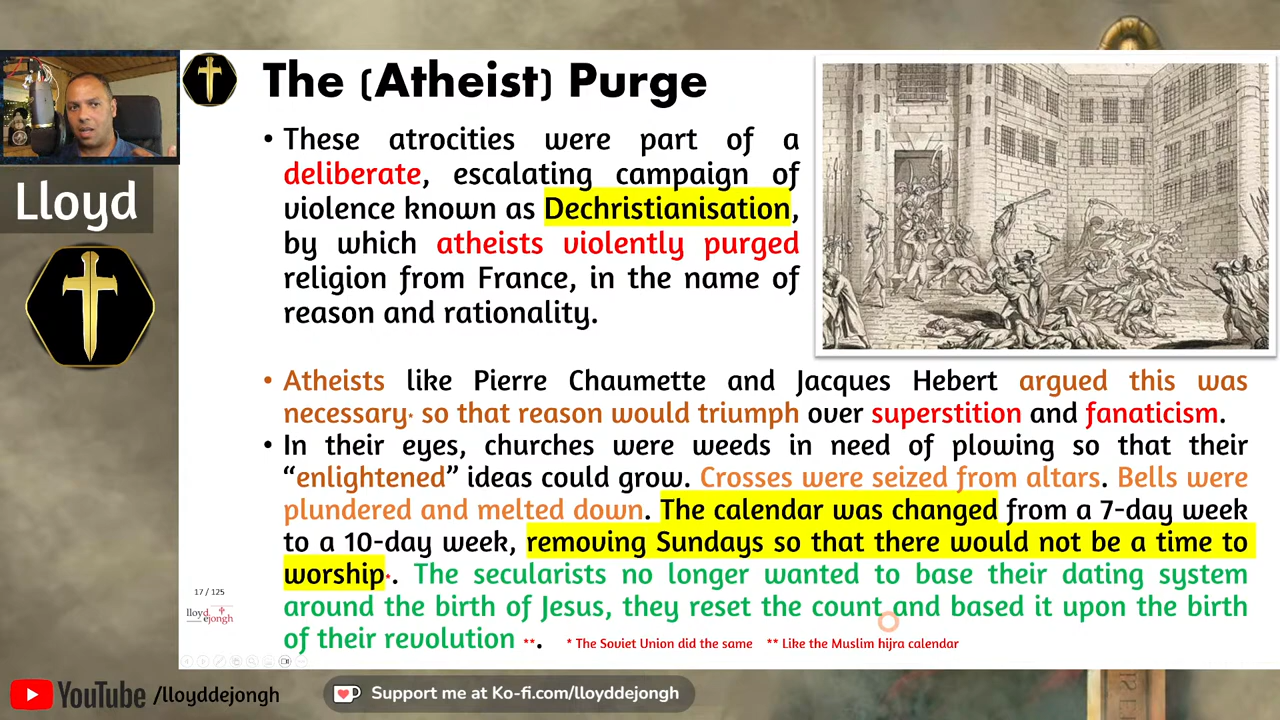 The (Atheist) Purge
Lloyd
• These atrocities were part of a
deliberate, escalating campaign of
violence known as Dechristianisation,
by which atheists violently purged
religion from France, in the name of
reason and rationality.
• Atheists like Pierre Chaumette and Jacques Hebert argued this was
necessary· so that reason would triumph over superstition and fanaticism.
• In their eyes, churches were weeds in need of plowing so that their
“enlightened” ideas could grow. Crosses were seized from altars. Bells were
plundered and melted down. The calendar was changed from a 7-day week
to a 10-day week, removing Sundays so that there would not be a time to
worship·. The secularists no longer wanted to base their dating system
around the birth of Jesus, they reset the count and based it upon the birth
of their revolution **. * The Soviet Union did the same ** Like the Muslim hijra calendar
17 / 125
lloyd
dejongh
YouTube /lloyddejongh
Support me at Ko-fi.com/lloyddejongh